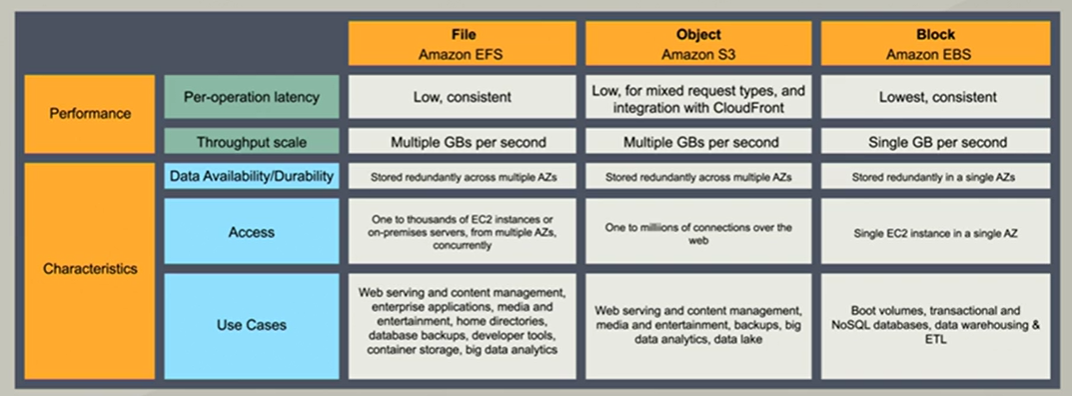 File
Amazon EFS
Object
Amazon S3
Block
Amazon EBS
Performance
Per-operation latency
Low, consistent
Low, for mixed request types, and
integration with CloudFront
Lowest, consistent
Throughput scale
Multiple GBs per second
Multiple GBs per second
Single GB per second
Characteristics
Data Availability/Durability
Stored redundantly across multiple AZs
Stored redundantly across multiple AZs
Stored redundantly in a single AZs
Access
One to thousands of EC2 instances or
on-premises servers, from multiple AZs,
concurrently
One to milliions of connections over the
web
Single EC2 instance in a single AZ
Use Cases
Web serving and content management,
enterprise applications, media and
entertainment, home directories,
database backups, developer tools,
container storage, big data analytics
Web serving and content management,
media and entertainment, backups, big
data analytics, data lake
Boot volumes, transactional and
NoSQL databases, data warehousing &
ETL